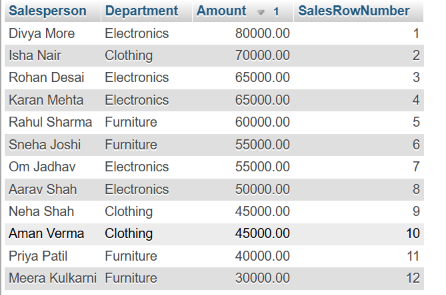 Salesperson Department Amount 1 SalesRowNumber
Divya More Electronics 80000.00 1
Isha Nair Clothing 70000.00 2
Rohan Desai Electronics 65000.00 3
Karan Mehta Electronics 65000.00 4
Rahul Sharma Furniture 60000.00 5
Sneha Joshi Furniture 55000.00 6
Om Jadhav Electronics 55000.00 7
Aarav Shah Electronics 50000.00 8
Neha Shah Clothing 45000.00 9
Aman Verma Clothing 45000.00 10
Priya Patil Furniture 40000.00 11
Meera Kulkarni Furniture 30000.00 12